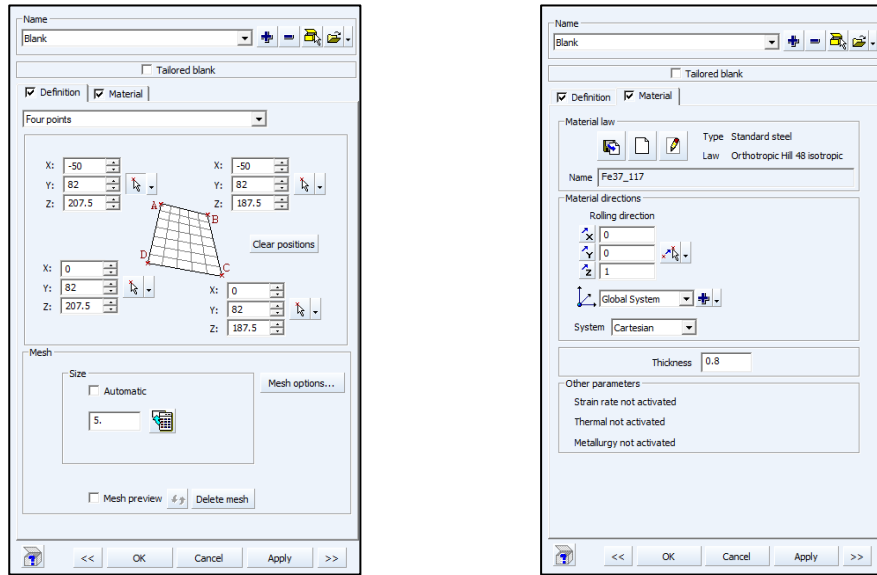 Name
Blank
Tailored blank
Definition Material
Four points
X: -50 X: -50
Y: 82 Y: 82
Z: 207.5 Z: 187.5
A
B
Clear positions
D
C
X: 0 X: 0
Y: 82 Y: 82
Z: 207.5 Z: 187.5
Mesh
Size
Automatic Mesh options...
5.
Mesh preview Delete mesh
<< OK Cancel Apply >>
Name
Blank
Tailored blank
Definition Material
Material law
Type Standard steel
Law Orthotropic Hill 48 isotropic
Name Fe37_117
Material directions
Rolling direction
X 0
Y 0
Z 1
Global System
System Cartesian
Thickness 0.8
Other parameters
Strain rate not activated
Thermal not activated
Metallurgy not activated
<< OK Cancel Apply >>